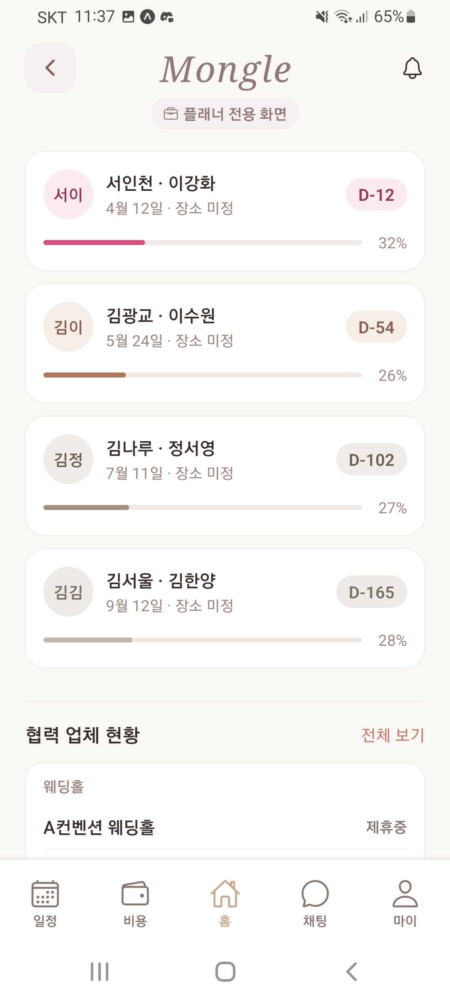 SKT 11:37 65%
Mongle
플래너 전용 화면
서이
서인천 · 이강화
4월 12일 · 장소 미정
D-12
32%
김이
김광교 · 이수원
5월 24일 · 장소 미정
D-54
26%
김정
김나루 · 정서영
7월 11일 · 장소 미정
D-102
27%
김김
김서울 · 김한양
9월 12일 · 장소 미정
D-165
28%
협력 업체 현황 전체 보기
웨딩홀
A컨벤션 웨딩홀 제휴중
일정 비용 홈 채팅 마이